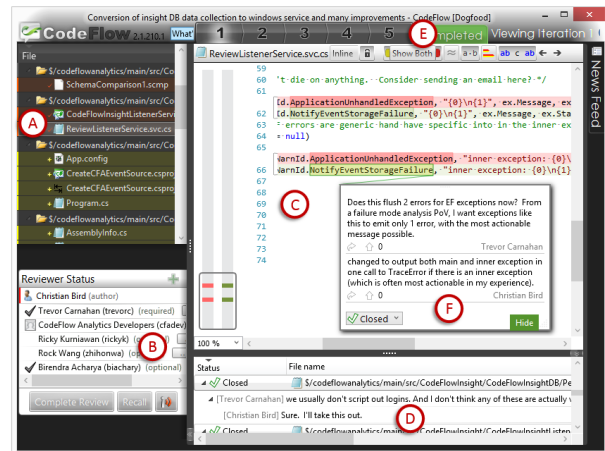 Conversion of insight DB data collection to windows service and many improvements - CodeFlow [Dogfood]
CodeFlow 2.1.210.1 What'
1 2 3 4 5 E Completed Viewing Iteration
File
$/codeflowanalytics/main/src/Co
SchemaComparison1.scmp
$/codeflowanalytics/main/src/Co
A CodeFlowInsightListenerServi
ReviewListenerService.svc.cs
$/codeflowanalytics/main/src/Co
+ App.config
+ CreateCFAEventSource.cspro
+ CreateCFAEventSource.cspro
+ Program.cs
$/codeflowanalytics/main/src/Co
+ AssemblyInfo.cs
Reviewer Status
Christian Bird (author)
Trevor Carnahan (trevorc) (required)
CodeFlow Analytics Developers (cfadev)
Ricky Kurniawan (rickyk)
Rock Wang (zhihonwa)
B
Birendra Acharya (biachary) (optional)
Complete Review Recall
ReviewListenerService.svc.cs Inline Show Both a·b ab c ab
59
60 't die on anything. Consider sending an email here? */
61
Id.ApplicationUnhandledException, "{0}\n{1}", ex.Message, ex
62 Id.NotifyEventStorageFailure, "{0}\n{1}", ex.Message, ex.Sta
63 errors are generic hand have specific into in the inner ex
64 = null)
65
WarnId.ApplicationUnhandledException, "inner exception: {0}\
66 WarnId.NotifyEventStorageFailure, "inner exception: {0}\n{1}
67
68
69
70
71
72
73
74
C
Does this flush 2 errors for EF exceptions now? From
a failure mode analysis PoV, I want exceptions like
this to emit only 1 error, with the most actionable
message possible.
0 Trevor Carnahan
changed to output both main and inner exception in
one call to TraceError if there is an inner exception
(which is often most actionable in my experience).
0 Christian Bird
F
Closed Hide
100 %
Status File name
Closed $/codeflowanalytics/main/src/CodeFlowInsight/CodeFlowInsightDB/Pe
[Trevor Carnahan] we usually don't script out logins. And I don't think any of these are actually
[Christian Bird] Sure. I'll take this out.
D
Closed $/codeflowanalytics/main/src/CodeFlowInsight/CodeFlowInsightListen
News Feed